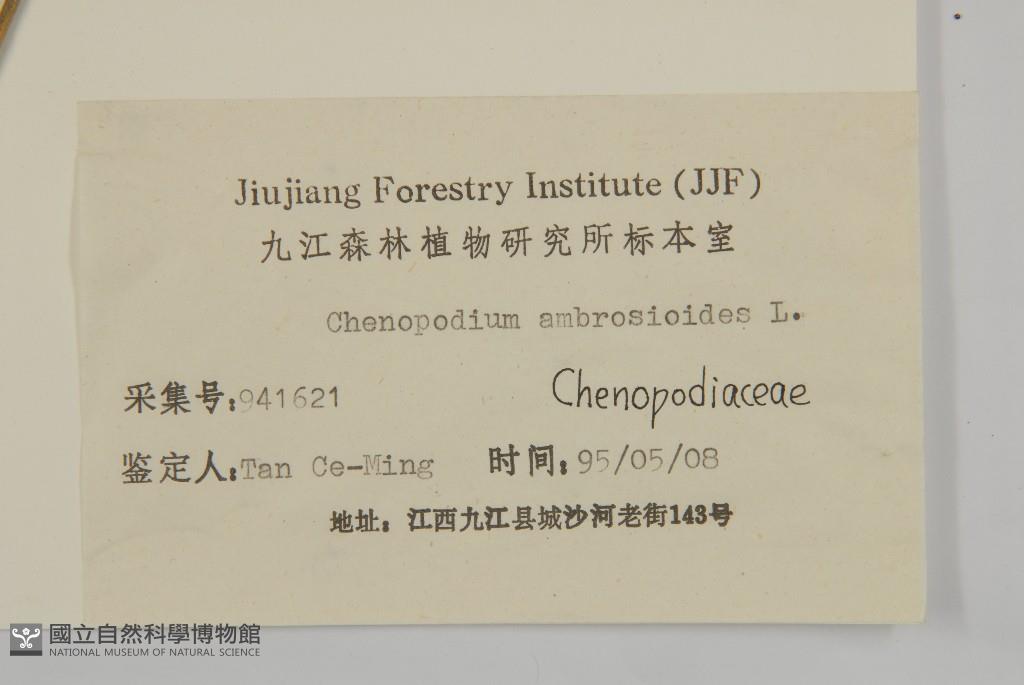 Jiujiang Forestry Institute (JJF)
九江森林植物研究所标本室
Chenopodium ambrosioides L.
采集号:941621
Chenopodiaceae
鉴定人:Tan Ce-Ming 时间:95/05/08
地址: 江西九江县城沙河老街143号
國立自然科學博物館
NATIONAL MUSEUM OF NATURAL SCIENCE